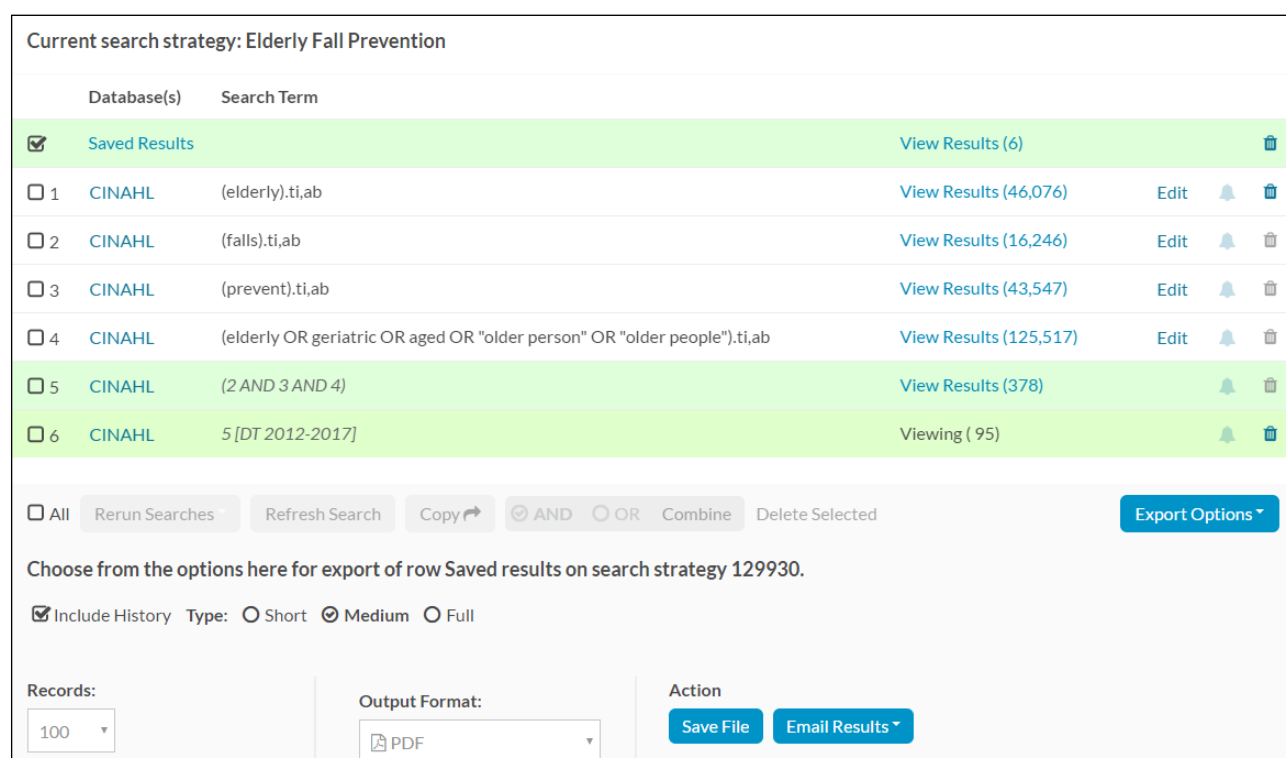 Current search strategy: Elderly Fall Prevention
Database(s) Search Term
Saved Results View Results (6)
1 CINAHL (elderly).ti,ab View Results (46,076) Edit
2 CINAHL (falls).ti,ab View Results (16,246) Edit
3 CINAHL (prevent).ti,ab View Results (43,547) Edit
4 CINAHL (elderly OR geriatric OR aged OR "older person" OR "older people").ti,ab View Results (125,517) Edit
5 CINAHL (2 AND 3 AND 4) View Results (378)
6 CINAHL 5 [DT 2012-2017] Viewing ( 95)
All Rerun Searches Refresh Search Copy AND OR Combine Delete Selected Export Options
Choose from the options here for export of row Saved results on search strategy 129930.
Include History Type: Short Medium Full
Records: Output Format: Action
100 PDF Save File Email Results